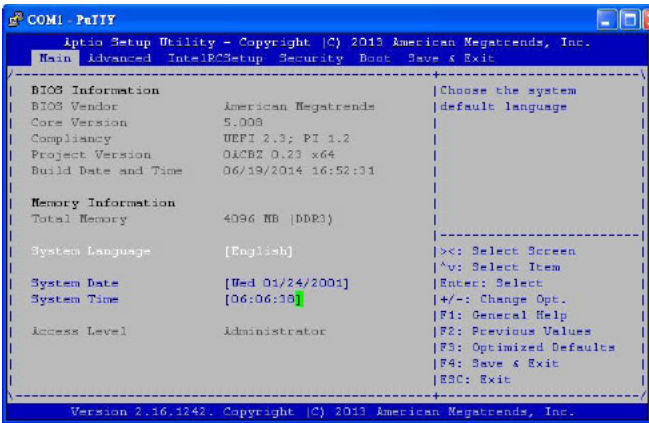 COM1 - PuTTY
Aptio Setup Utility - Copyright (C) 2013 American Megatrends, Inc.
Main Advanced IntelRCSetup Security Boot Save & Exit
BIOS Information
BIOS Vendor American Megatrends
Core Version 5.008
Compliancy UEFI 2.3; PI 1.2
Project Version 0ACBZ 0.23 x64
Build Date and Time 06/19/2014 16:52:31
Memory Information
Total Memory 4096 MB (DDR3)
System Language [English]
System Date [Wed 01/24/2001]
System Time [06:06:38]
Access Level Administrator
Choose the system
default language
><: Select Screen
^v: Select Item
Enter: Select
+/-: Change Opt.
F1: General Help
F2: Previous Values
F3: Optimized Defaults
F4: Save & Exit
ESC: Exit
Version 2.16.1242. Copyright (C) 2013 American Megatrends, Inc.